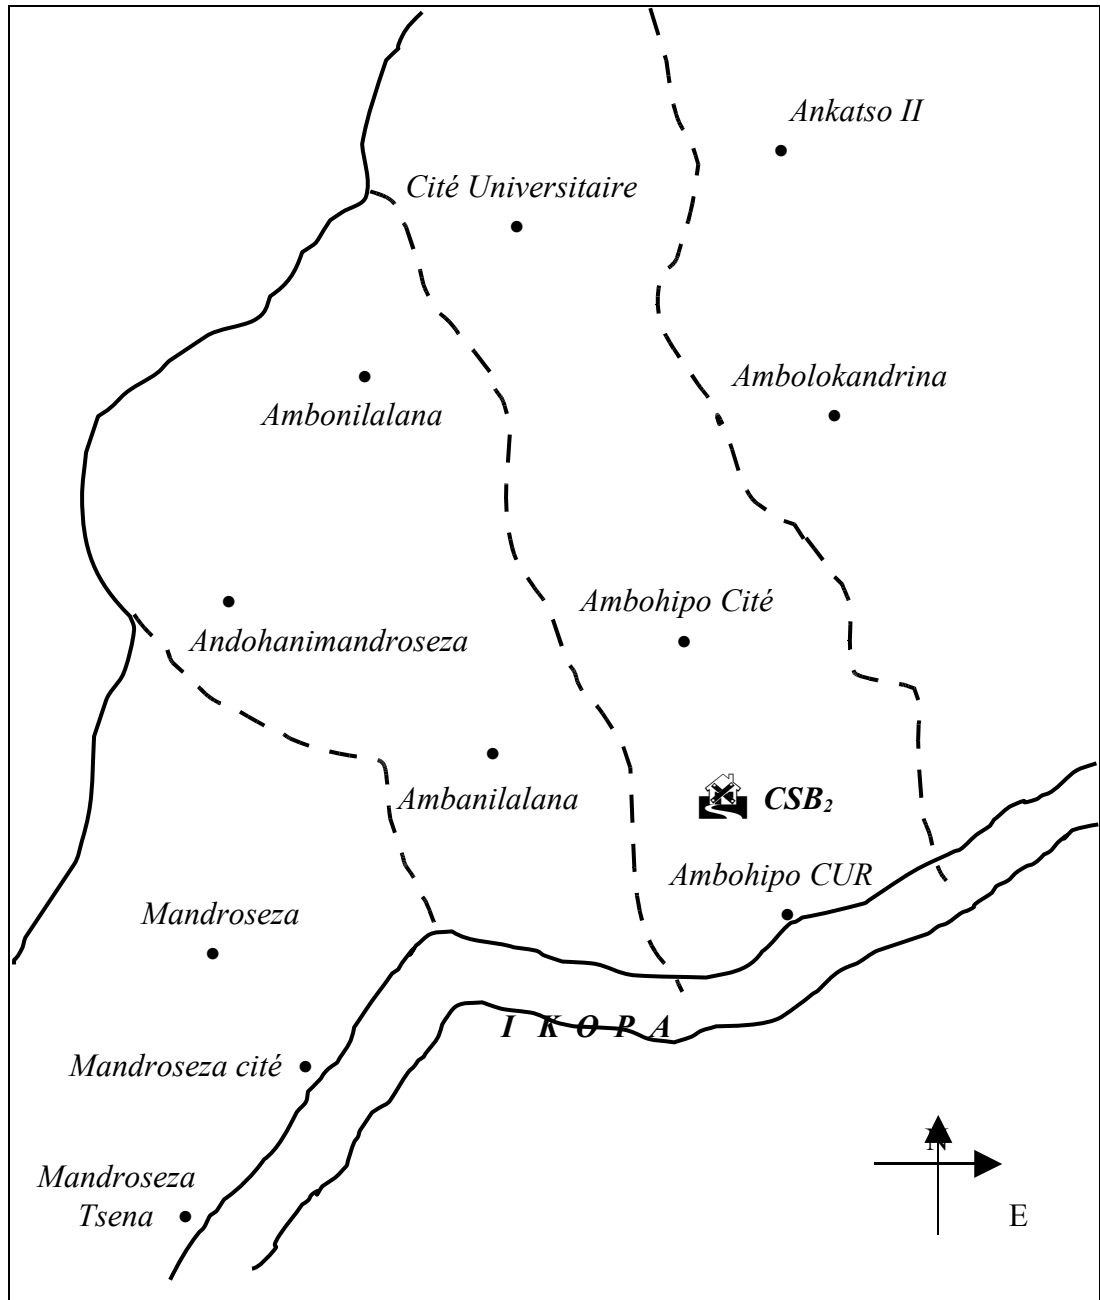 Ankatso II
Cité Universitaire
Ambolokandrina
Ambonilalana
Ambohipo Cité
Andohanimandroseza
Ambanilalana
CSB2
Ambohipo CUR
Mandroseza
I K O P A
Mandroseza cité
N
Mandroseza
Tsena
E